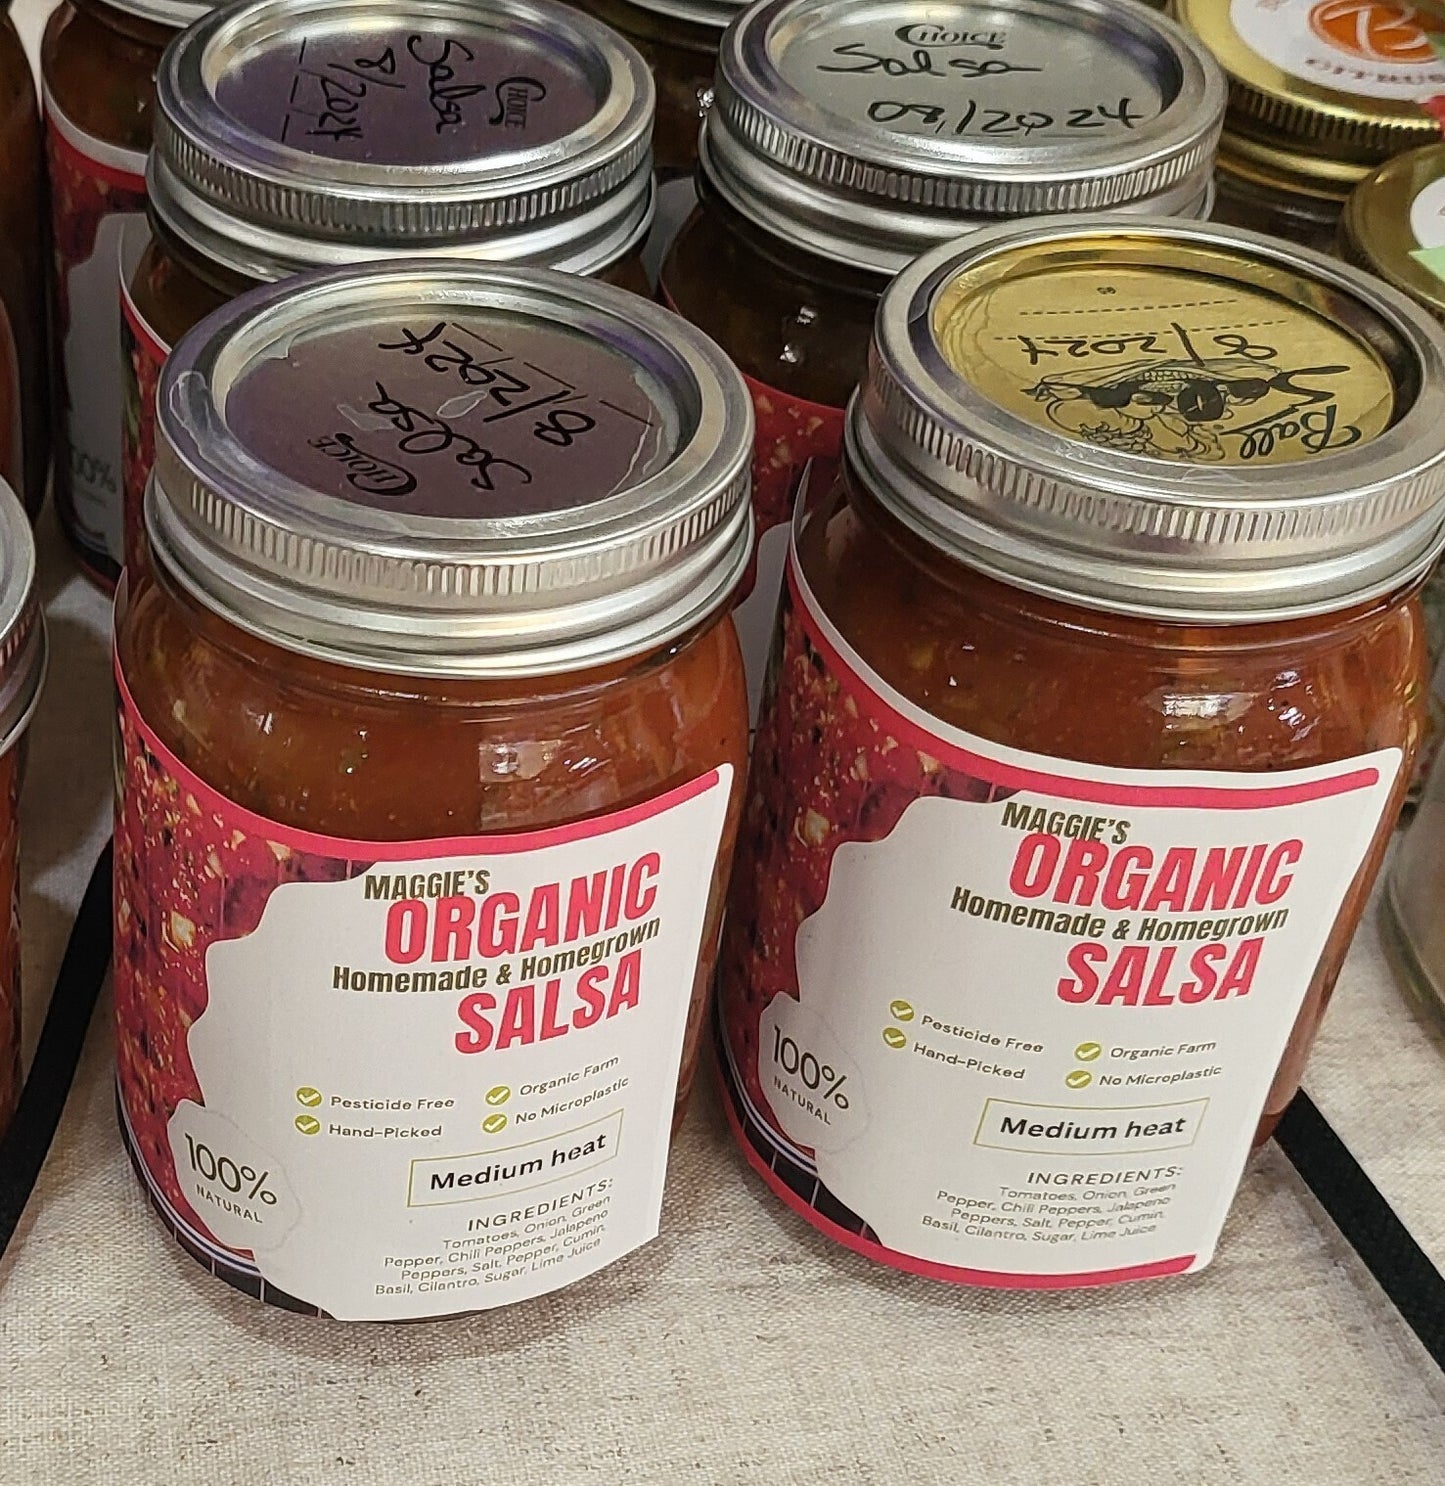 CHOICE
Salsa
8/2024
CHOICE
Salsa
08/2024
CITRUS
CHOICE
Salsa
8/2024
Ball
8/2024
100%
MAGGIE'S
ORGANIC
Homemade & Homegrown
SALSA
Pesticide Free
Organic Farm
Hand-Picked
No Microplastic
Medium heat
100%
NATURAL
INGREDIENTS:
Tomatoes, Onion, Green
Pepper, Chili Peppers, Jalapeno
Peppers, Salt, Pepper, Cumin,
Basil, Cilantro, Sugar, Lime Juice
MAGGIE'S
ORGANIC
Homemade & Homegrown
SALSA
Pesticide Free
Organic Farm
Hand-Picked
No Microplastic
Medium heat
100%
NATURAL
INGREDIENTS:
Tomatoes, Onion, Green
Pepper, Chili Peppers, Jalapeno
Peppers, Salt, Pepper, Cumin,
Basil, Cilantro, Sugar, Lime Juice